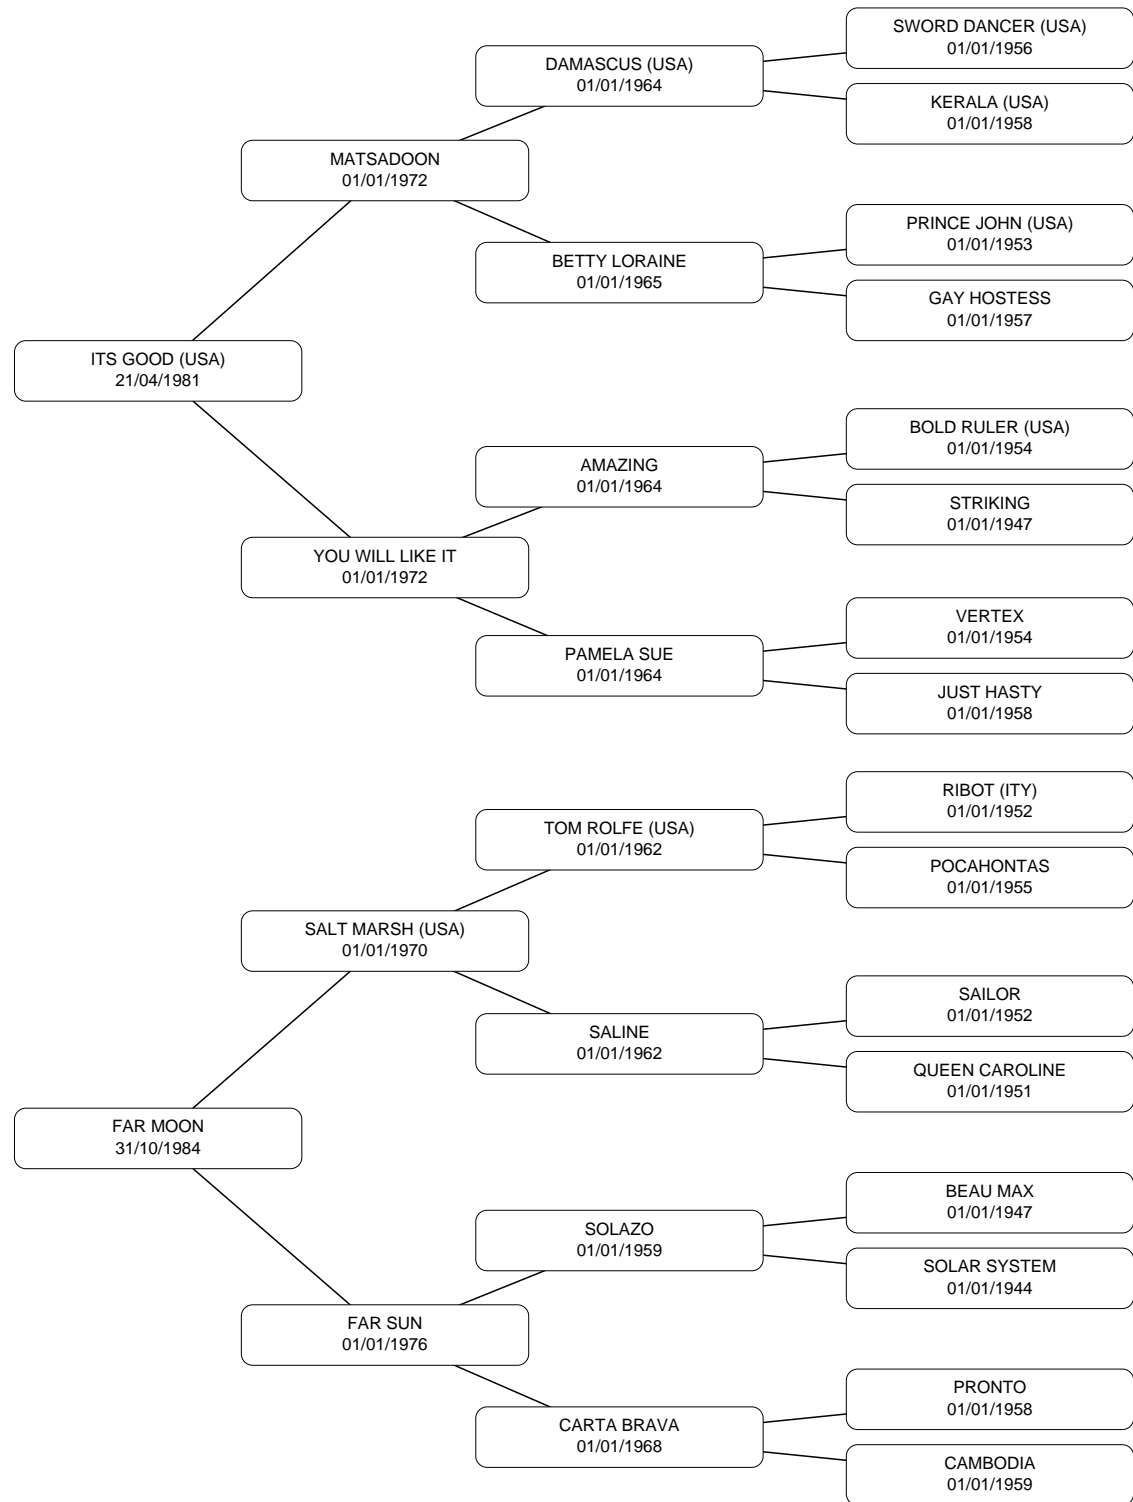 SWORD DANCER (USA)
01/01/1956
DAMASCUS (USA)
01/01/1964
KERALA (USA)
01/01/1958
MATSADOON
01/01/1972
PRINCE JOHN (USA)
01/01/1953
BETTY LORAINE
01/01/1965
GAY HOSTESS
01/01/1957
ITS GOOD (USA)
21/04/1981
BOLD RULER (USA)
01/01/1954
AMAZING
01/01/1964
STRIKING
01/01/1947
YOU WILL LIKE IT
01/01/1972
VERTEX
01/01/1954
PAMELA SUE
01/01/1964
JUST HASTY
01/01/1958
RIBOT (ITY)
01/01/1952
TOM ROLFE (USA)
01/01/1962
POCAHONTAS
01/01/1955
SALT MARSH (USA)
01/01/1970
SAILOR
01/01/1952
SALINE
01/01/1962
QUEEN CAROLINE
01/01/1951
FAR MOON
31/10/1984
BEAU MAX
01/01/1947
SOLAZO
01/01/1959
SOLAR SYSTEM
01/01/1944
FAR SUN
01/01/1976
PRONTO
01/01/1958
CARTA BRAVA
01/01/1968
CAMBODIA
01/01/1959